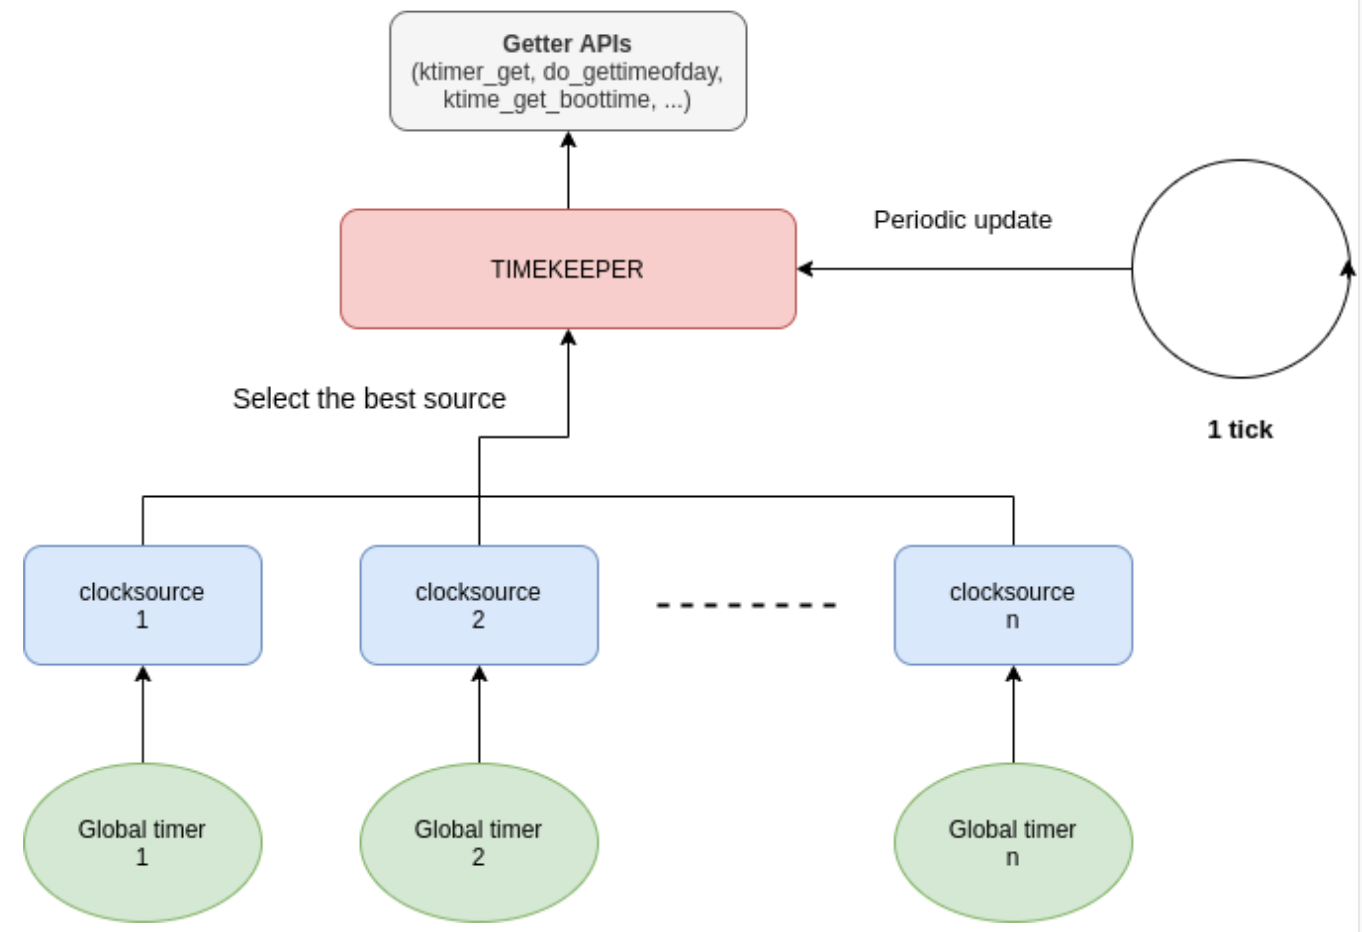 Getter APIs
(ktimer_get, do_gettimeofday,
ktime_get_boottime, ...)
Periodic update
TIMEKEEPER
Select the best source
1 tick
clocksource
1
clocksource
2
clocksource
n
Global timer
1
Global timer
2
Global timer
n